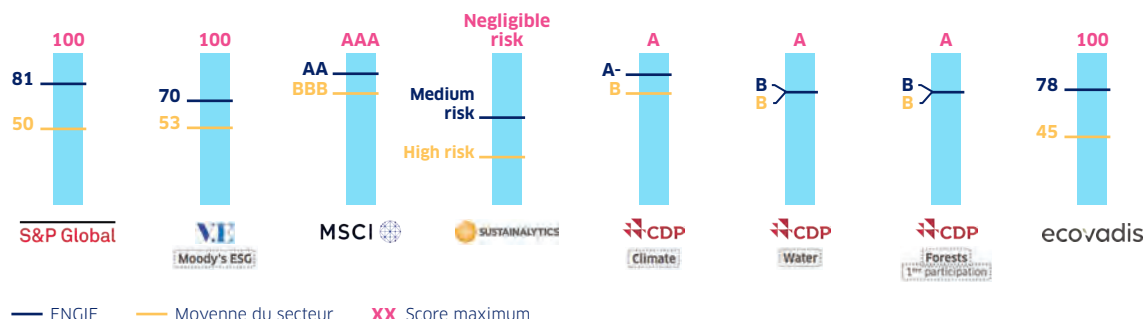 100
81
50
S&P Global
100
70
53
V.E
Moody's ESG
AAA
AA
BBB
MSCI
Negligible
risk
Medium
risk
High risk
SUSTAINALYTICS
A
A-
B
CDP
Climate
A
B
B
CDP
Water
A
B
B
CDP
Forests
1ère participation
100
78
45
ecovadis
ENGIE
Moyenne du secteur
XX Score maximum